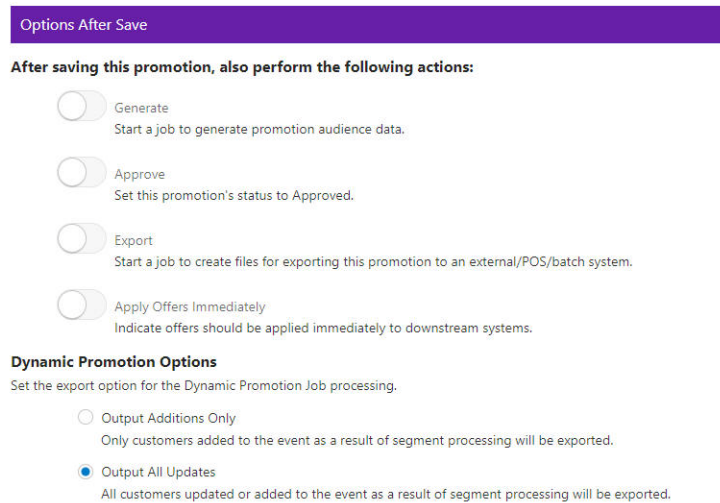 Options After Save
After saving this promotion, also perform the following actions:
Generate
Start a job to generate promotion audience data.
Approve
Set this promotion's status to Approved.
Export
Start a job to create files for exporting this promotion to an external/POS/batch system.
Apply Offers Immediately
Indicate offers should be applied immediately to downstream systems.
Dynamic Promotion Options
Set the export option for the Dynamic Promotion Job processing.
Output Additions Only
Only customers added to the event as a result of segment processing will be exported.
Output All Updates
All customers updated or added to the event as a result of segment processing will be exported.